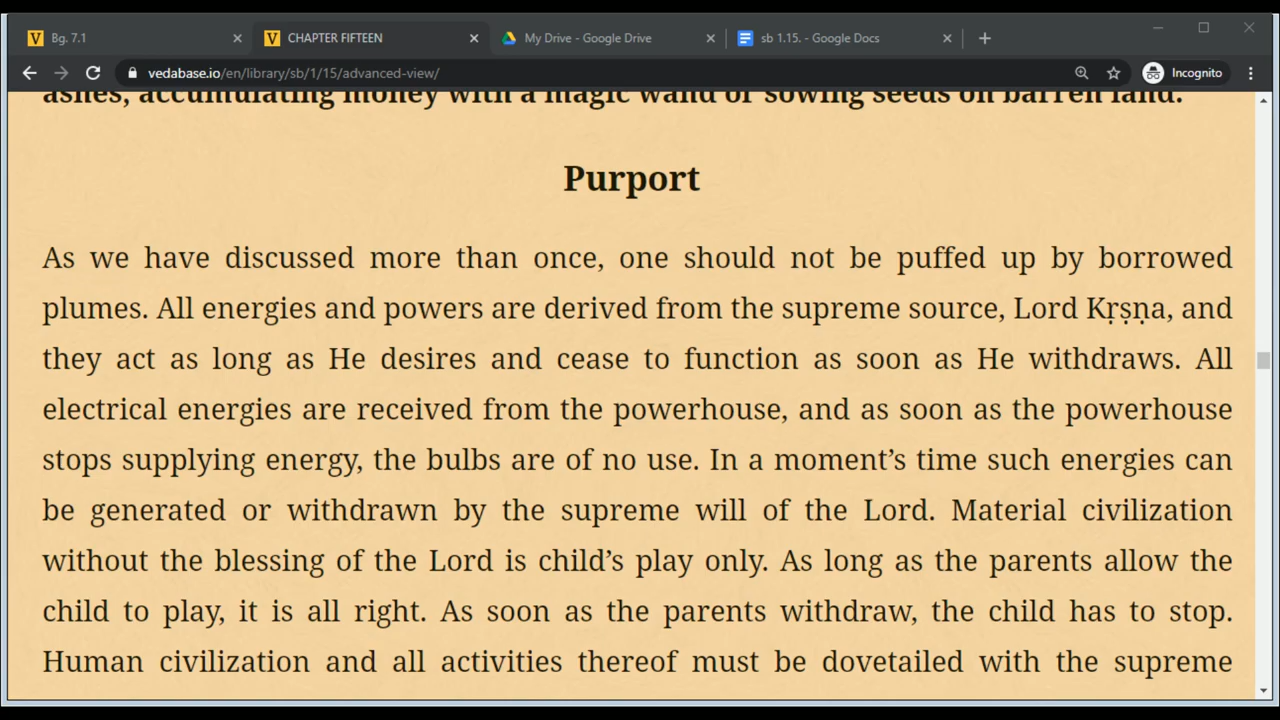 Bg. 7.1
CHAPTER FIFTEEN
My Drive - Google Drive
sb 1.15. - Google Docs
vedabase.io/en/library/sb/1/15/advanced-view/
Incognito
ashes, accumulating money with a magic wand or sowing seeds on barren land.
Purport
As we have discussed more than once, one should not be puffed up by borrowed
plumes. All energies and powers are derived from the supreme source, Lord Kṛṣṇa, and
they act as long as He desires and cease to function as soon as He withdraws. All
electrical energies are received from the powerhouse, and as soon as the powerhouse
stops supplying energy, the bulbs are of no use. In a moment’s time such energies can
be generated or withdrawn by the supreme will of the Lord. Material civilization
without the blessing of the Lord is child’s play only. As long as the parents allow the
child to play, it is all right. As soon as the parents withdraw, the child has to stop.
Human civilization and all activities thereof must be dovetailed with the supreme